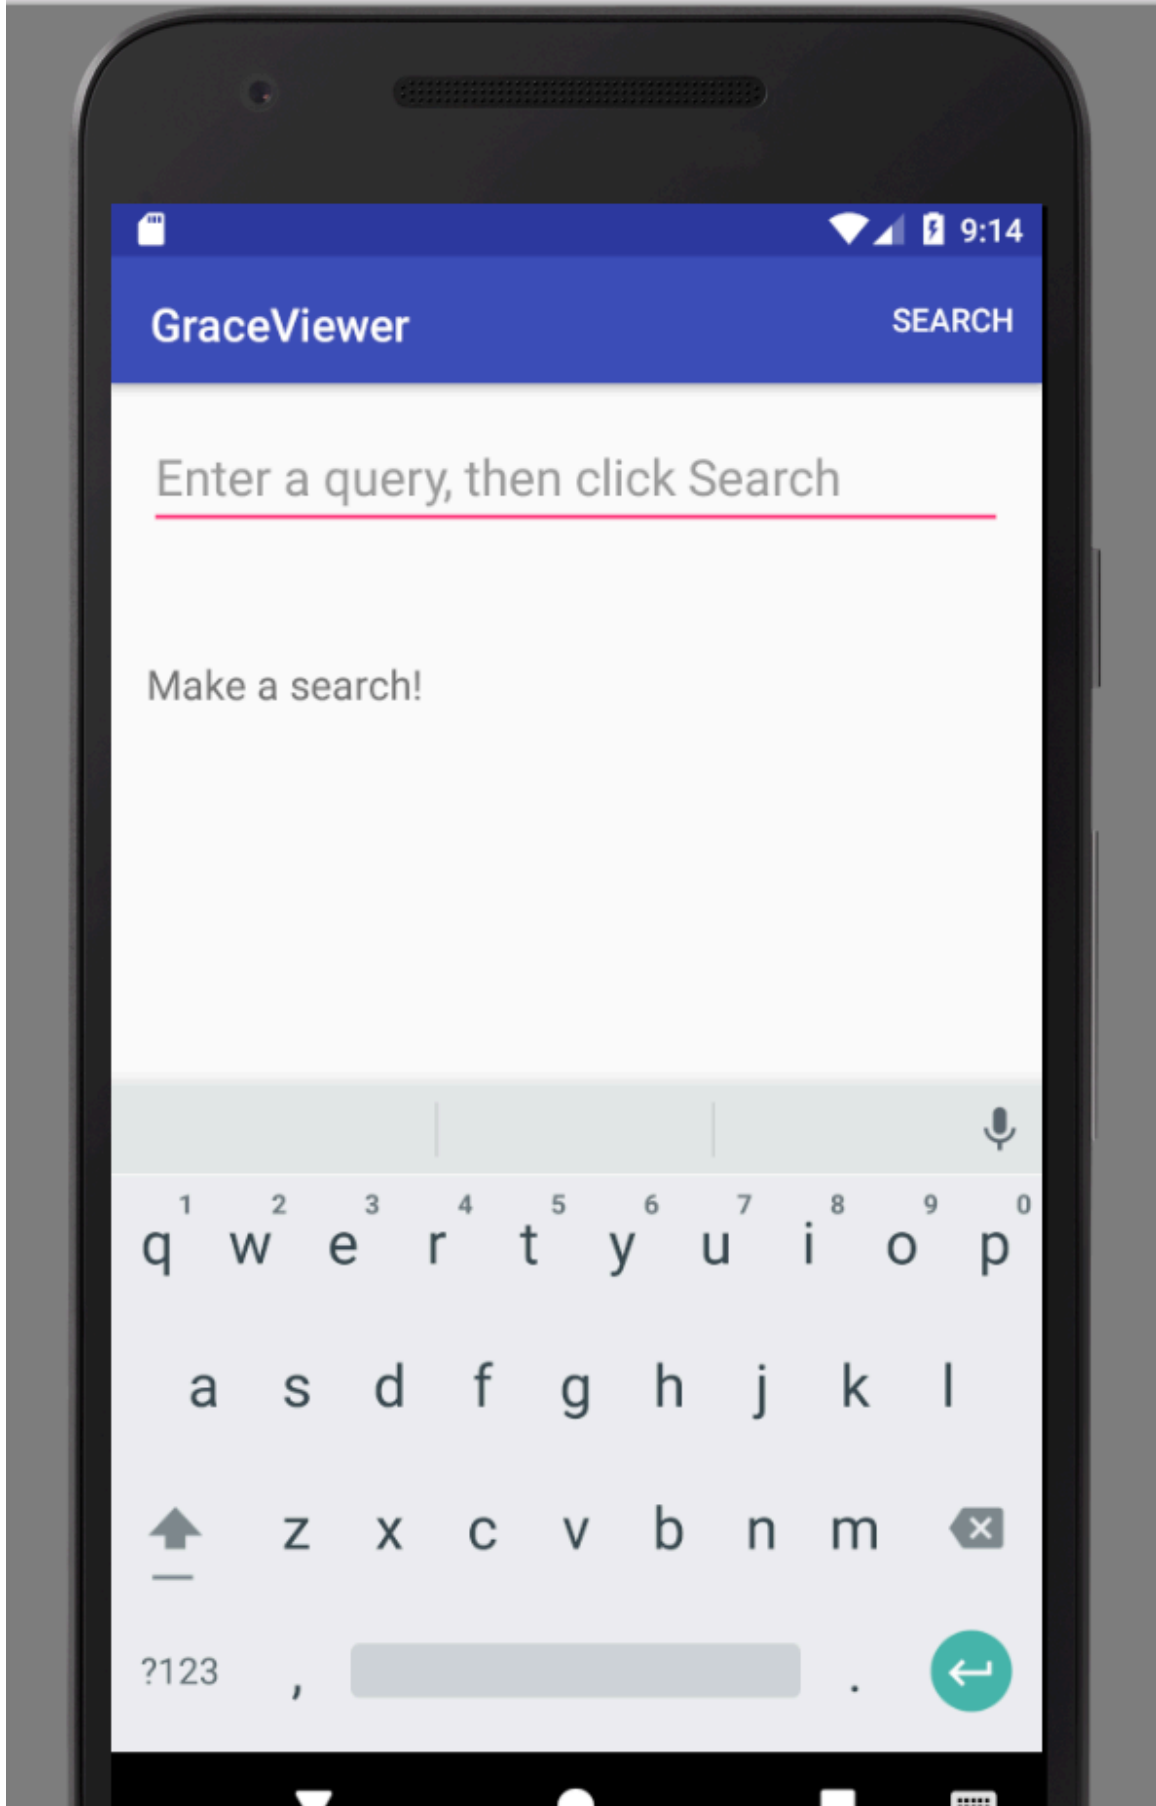 9:14
GraceViewer SEARCH
Enter a query, then click Search
Make a search!
1 2 3 4 5 6 7 8 9 0
q w e r t y u i o p
a s d f g h j k l
z x c v b n m
?123 , .